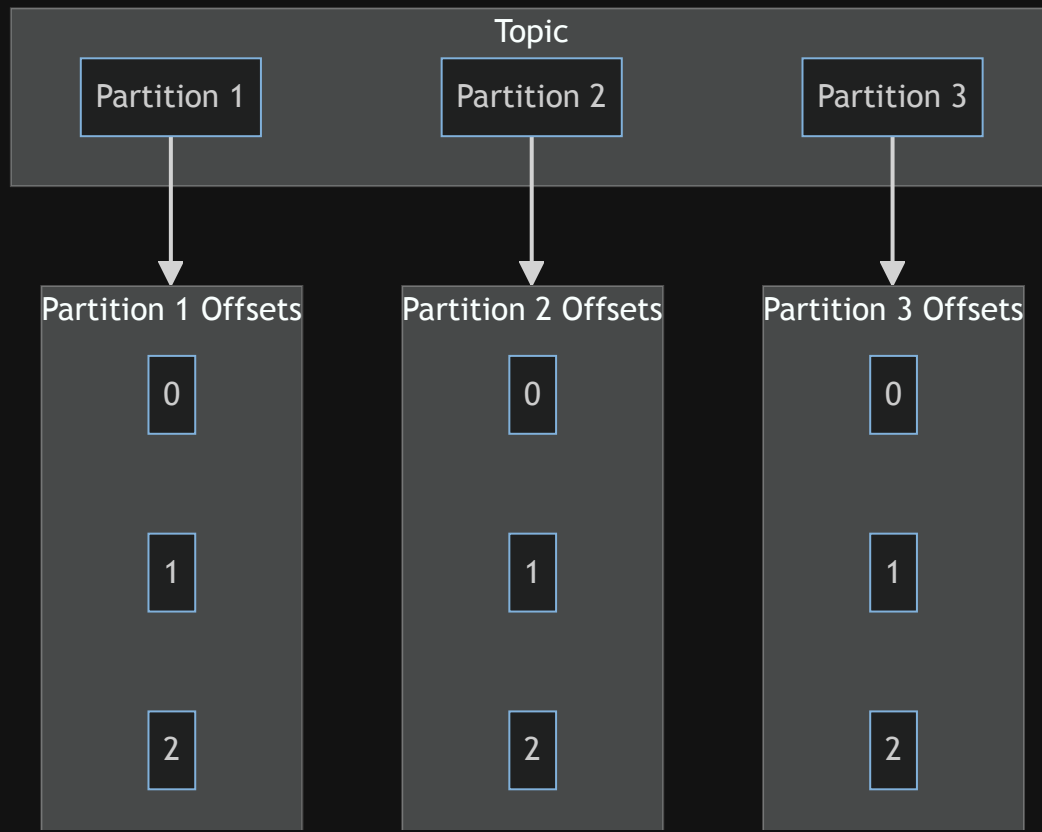 Topic
Partition 1
Partition 2
Partition 3
Partition 1 Offsets
Partition 2 Offsets
Partition 3 Offsets
0
0
0
1
1
1
2
2
2